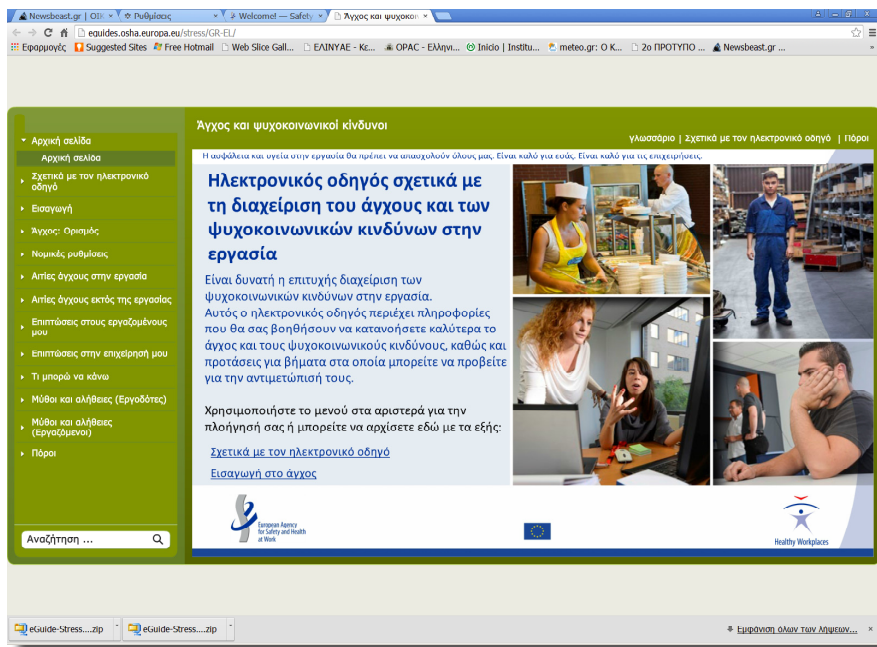 Newsbeast.gr | ΟΙΚ
Ρυθμίσεις
Welcome! — Safety
Άγχος και ψυχοκοιν
eguides.osha.europa.eu/stress/GR-EL/
Εφαρμογές
Suggested Sites
Free Hotmail
Web Slice Gall...
ΕΛΙΝΥΑΕ - Κε...
OPAC - Ελλην...
Inicio | Institu...
meteo.gr: Ο Κ...
2ο ΠΡΟΤΥΠΟ ...
Newsbeast.gr ...
»
Άγχος και ψυχοκοινωνικοί κίνδυνοι
γλωσσάριο | Σχετικά με τον ηλεκτρονικό οδηγό | Πόροι
Αρχική σελίδα
Αρχική σελίδα
Σχετικά με τον ηλεκτρονικό
οδηγό
Εισαγωγή
Άγχος: Ορισμός
Νομικές ρυθμίσεις
Αιτίες άγχους στην εργασία
Αιτίες άγχους εκτός της εργασίας
Επιπτώσεις στους εργαζομένους
μου
Επιπτώσεις στην επιχείρησή μου
Τι μπορώ να κάνω
Μύθοι και αλήθειες (Εργοδότες)
Μύθοι και αλήθειες
(Εργαζόμενοι)
Πόροι
Αναζήτηση ...
Η ασφάλεια και υγεία στην εργασία θα πρέπει να απασχολούν όλους μας. Είναι καλό για εσάς. Είναι καλό για τις επιχειρήσεις.
Ηλεκτρονικός οδηγός σχετικά με
τη διαχείριση του άγχους και των
ψυχοκοινωνικών κινδύνων στην
εργασία
Είναι δυνατή η επιτυχής διαχείριση των
ψυχοκοινωνικών κινδύνων στην εργασία.
Αυτός ο ηλεκτρονικός οδηγός περιέχει πληροφορίες
που θα σας βοηθήσουν να κατανοήσετε καλύτερα το
άγχος και τους ψυχοκοινωνικούς κινδύνους, καθώς και
προτάσεις για βήματα στα οποία μπορείτε να προβείτε
για την αντιμετώπισή τους.
Χρησιμοποιήστε το μενού στα αριστερά για την
πλοήγησή σας ή μπορείτε να αρχίσετε εδώ με τα εξής:
Σχετικά με τον ηλεκτρονικό οδηγό
Εισαγωγή στο άγχος
European Agency
for Safety and Health
at Work
Healthy Workplaces
eGuide-Stress....zip
eGuide-Stress....zip
Εμφάνιση όλων των λήψεων...